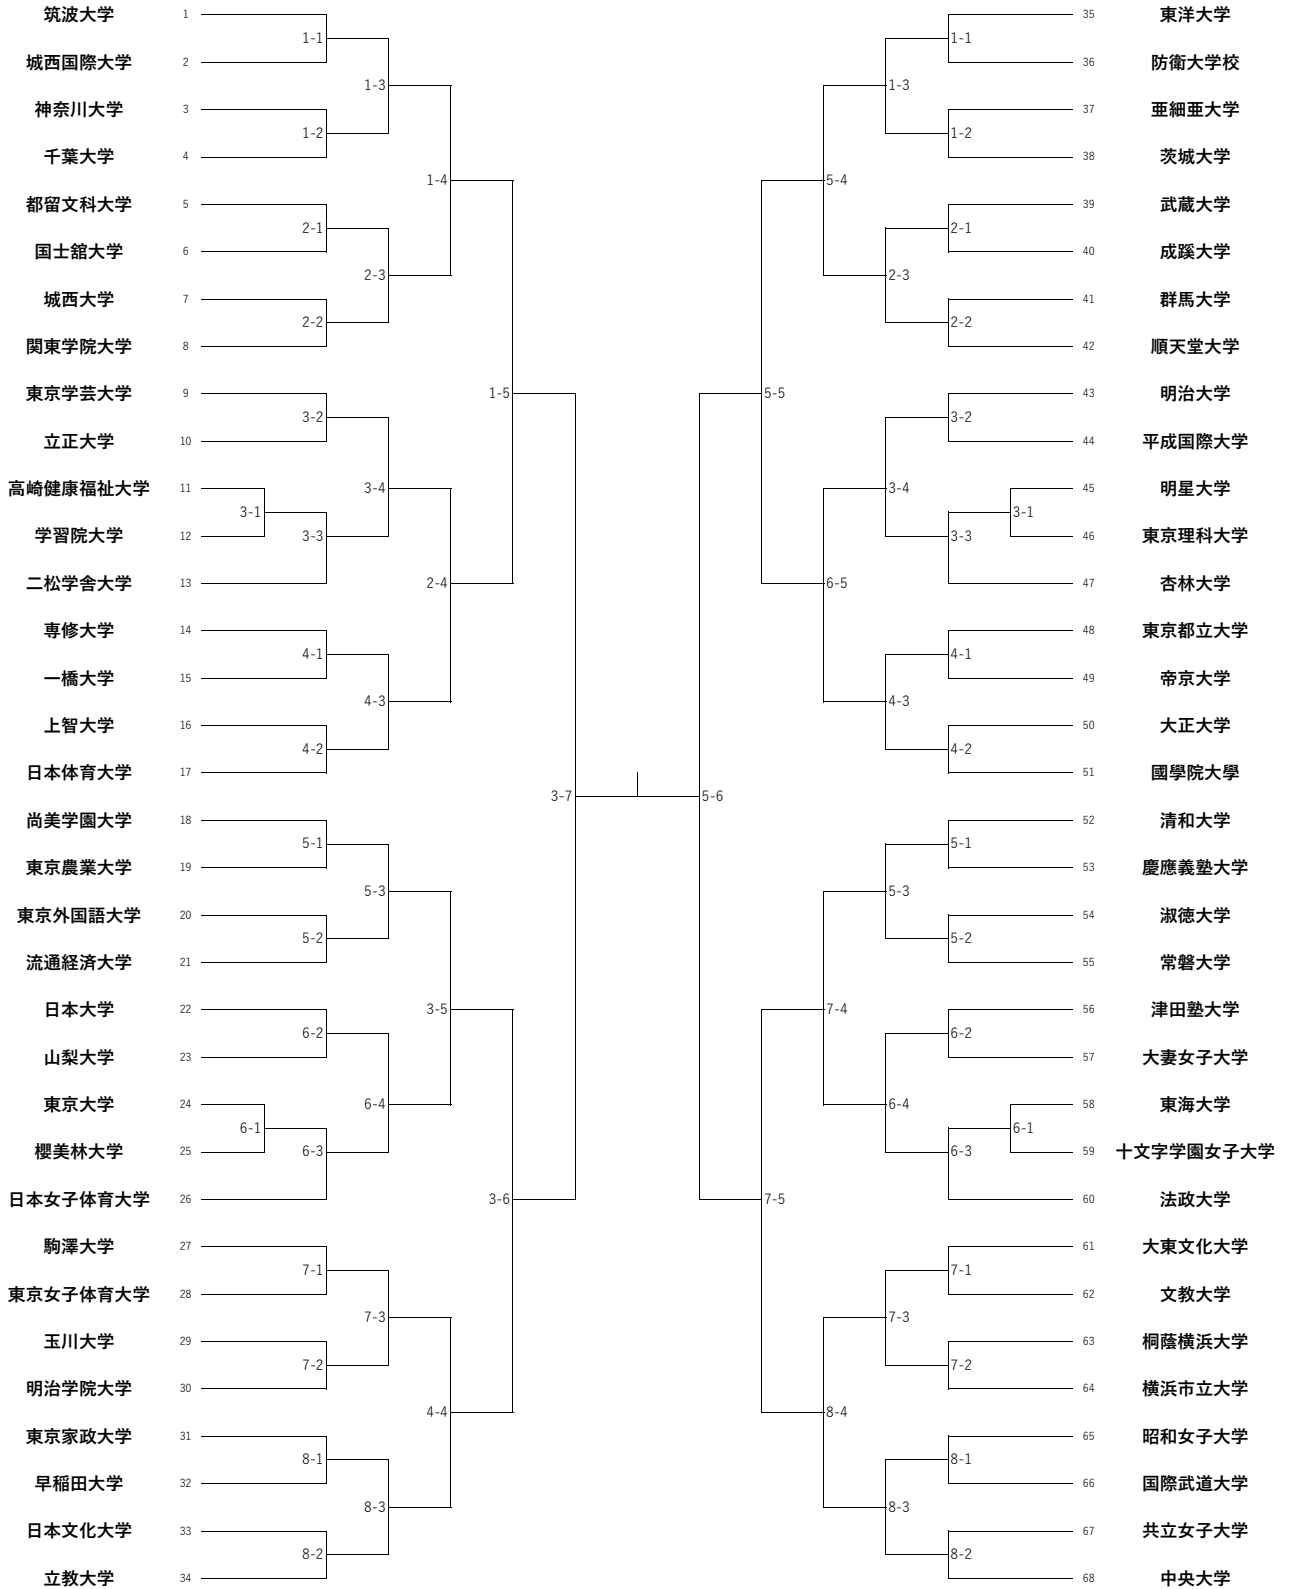 筑波大学 1 35 東洋大学
1-1 1-1
城西国際大学 2 36 防衛大学校
1-3 1-3
神奈川大学 3 37 亜細亜大学
1-2 1-2
千葉大学 4 38 茨城大学
1-4 5-4
都留文科大学 5 39 武蔵大学
2-1 2-1
国士舘大学 6 40 成蹊大学
2-3 2-3
城西大学 7 41 群馬大学
2-2 2-2
関東学院大学 8 42 順天堂大学
東京学芸大学 9 1-5 5-5 43 明治大学
3-2 3-2
立正大学 10 44 平成国際大学
高崎健康福祉大学 11 3-4 3-4 45 明星大学
3-1 3-1
学習院大学 12 3-3 3-3 46 東京理科大学
二松学舎大学 13 2-4 6-5 47 杏林大学
専修大学 14 48 東京都立大学
4-1 4-1
一橋大学 15 49 帝京大学
4-3 4-3
上智大学 16 50 大正大学
4-2 4-2
日本体育大学 17 51 國學院大學
3-7 5-6
尚美学園大学 18 52 清和大学
5-1 5-1
東京農業大学 19 53 慶應義塾大学
5-3 5-3
東京外国語大学 20 54 淑徳大学
5-2 5-2
流通経済大学 21 55 常磐大学
日本大学 22 3-5 7-4 56 津田塾大学
6-2 6-2
山梨大学 23 57 大妻女子大学
東京大学 24 6-4 6-4 58 東海大学
6-1 6-1
櫻美林大学 25 6-3 6-3 59 十文字学園女子大学
日本女子体育大学 26 3-6 7-5 60 法政大学
駒澤大学 27 61 大東文化大学
7-1 7-1
東京女子体育大学 28 62 文教大学
7-3 7-3
玉川大学 29 63 桐蔭横浜大学
7-2 7-2
明治学院大学 30 64 横浜市立大学
4-4 8-4
東京家政大学 31 65 昭和女子大学
8-1 8-1
早稲田大学 32 66 国際武道大学
8-3 8-3
日本文化大学 33 67 共立女子大学
8-2 8-2
立教大学 34 68 中央大学